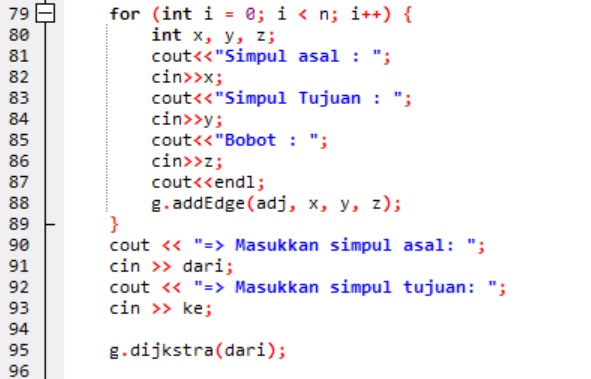 79 for (int i = 0; i < n; i++) {
80 int x, y, z;
81 cout<<"Simpul asal : ";
82 cin>>x;
83 cout<<"Simpul Tujuan : ";
84 cin>>y;
85 cout<<"Bobot : ";
86 cin>>z;
87 cout<<endl;
88 g.addEdge(adj, x, y, z);
89 }
90 cout << "=> Masukkan simpul asal: ";
91 cin >> dari;
92 cout << "=> Masukkan simpul tujuan: ";
93 cin >> ke;
94
95 g.dijkstra(dari);
96